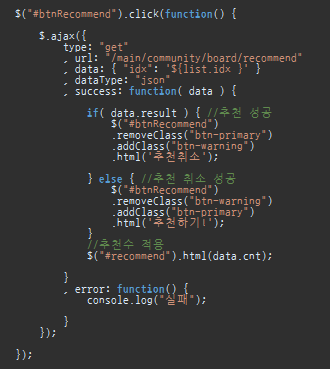 $("#btnRecommend").click(function() {
$.ajax({
type: "get"
, url: "/main/community/board/recommend"
, data: { "idx": '${list.idx }' }
, dataType: "json"
, success: function( data ) {
if( data.result ) { //추천 성공
$("#btnRecommend")
.removeClass("btn-primary")
.addClass("btn-warning")
.html('추천취소');
} else { //추천 취소 성공
$("#btnRecommend")
.removeClass("btn-warning")
.addClass("btn-primary")
.html('추천하기!');
}
//추천수 적용
$("#recommend").html(data.cnt);
}
, error: function() {
console.log("실패");
}
});
});